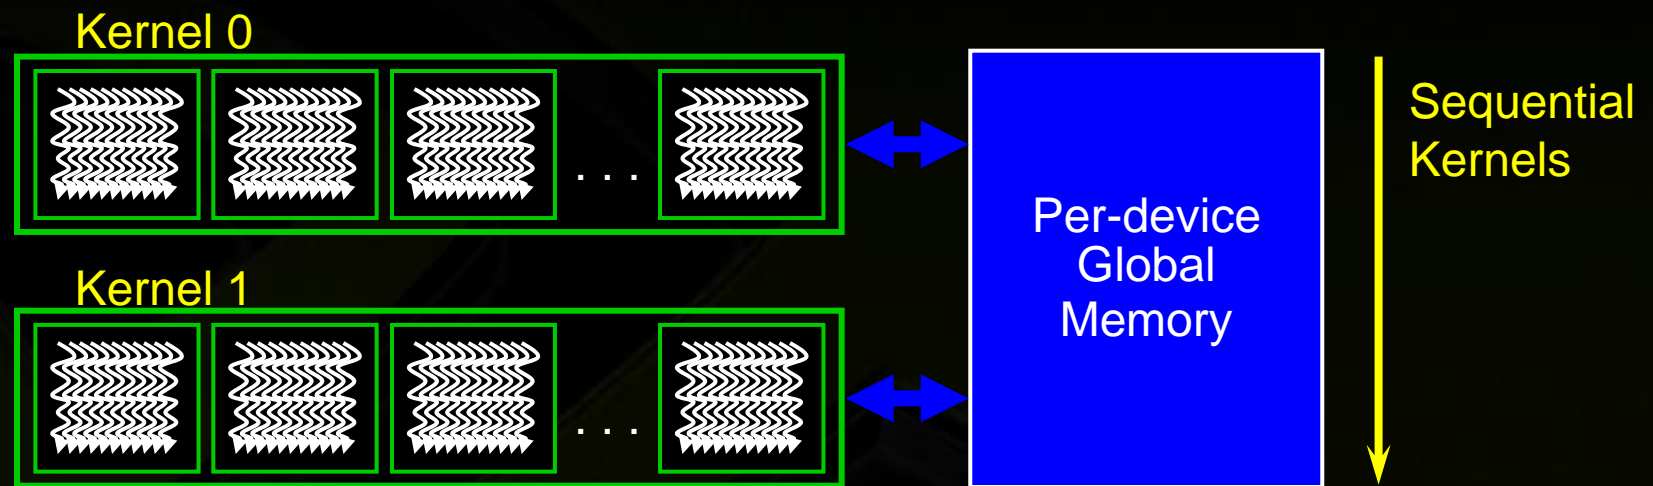 Kernel 0
. . .
Sequential
Kernels
Per-device
Global
Memory
Kernel 1
. . .